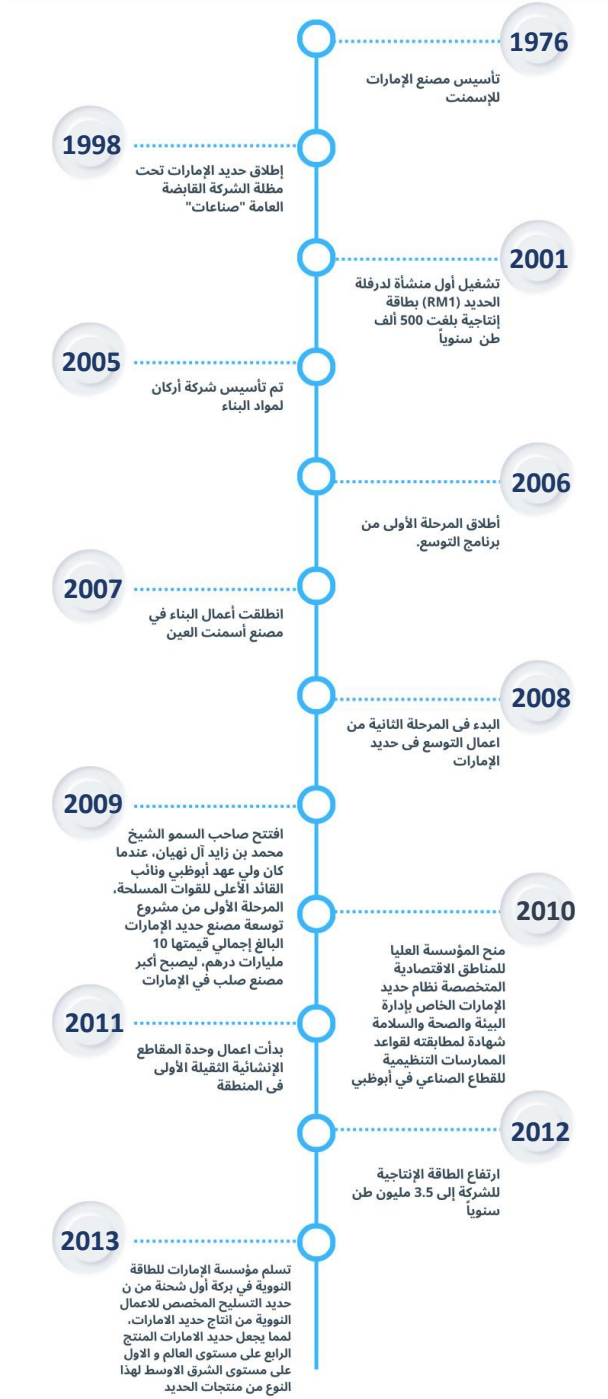 1976
تأسيس مصنع الإمارات
للإسمنت
1998
إطلاق حديد الإمارات تحت
مظلة الشركة القابضة
العامة "صناعات"
2001
تشغيل أول منشأة لدرفلة
الحديد (RM1) بطاقة
إنتاجية بلغت 500 ألف
طن سنوياً
2005
تم تأسيس شركة أركان
لمواد البناء
2006
أطلاق المرحلة الأولى من
برنامج التوسع.
2007
انطلقت أعمال البناء في
مصنع أسمنت العين
2008
البدء فى المرحلة الثانية من
اعمال التوسع فى حديد
الإمارات
2009
افتتح صاحب السمو الشيخ
محمد بن زايد آل نهيان، عندما
كان ولي عهد أبوظبي ونائب
القائد الأعلى للقوات المسلحة،
المرحلة الأولى من مشروع
توسعة مصنع حديد الإمارات
البالغ إجمالي قيمتها 10
مليارات درهم، ليصبح أكبر
مصنع صلب في الإمارات
2010
منح المؤسسة العليا
للمناطق الاقتصادية
المتخصصة نظام حديد
الإمارات الخاص بإدارة
البيئة والصحة والسلامة
شهادة لمطابقته لقواعد
الممارسات التنظيمية
للقطاع الصناعي في أبوظبي
2011
بدأت اعمال وحدة المقاطع
الإنشائية الثقيلة الأولى
فى المنطقة
2012
ارتفاع الطاقة الإنتاجية
للشركة إلى 3.5 مليون طن
سنوياً
2013
تسلم مؤسسة الإمارات للطاقة
النووية في بركة أول شحنة من ن
حديد التسليح المخصص للاعمال
النووية من انتاج حديد الامارات،
لمما يجعل حديد الامارات المنتج
الرابع على مستوى العالم و الاول
على مستوى الشرق الاوسط لهذا
النوع من منتجات الحديد